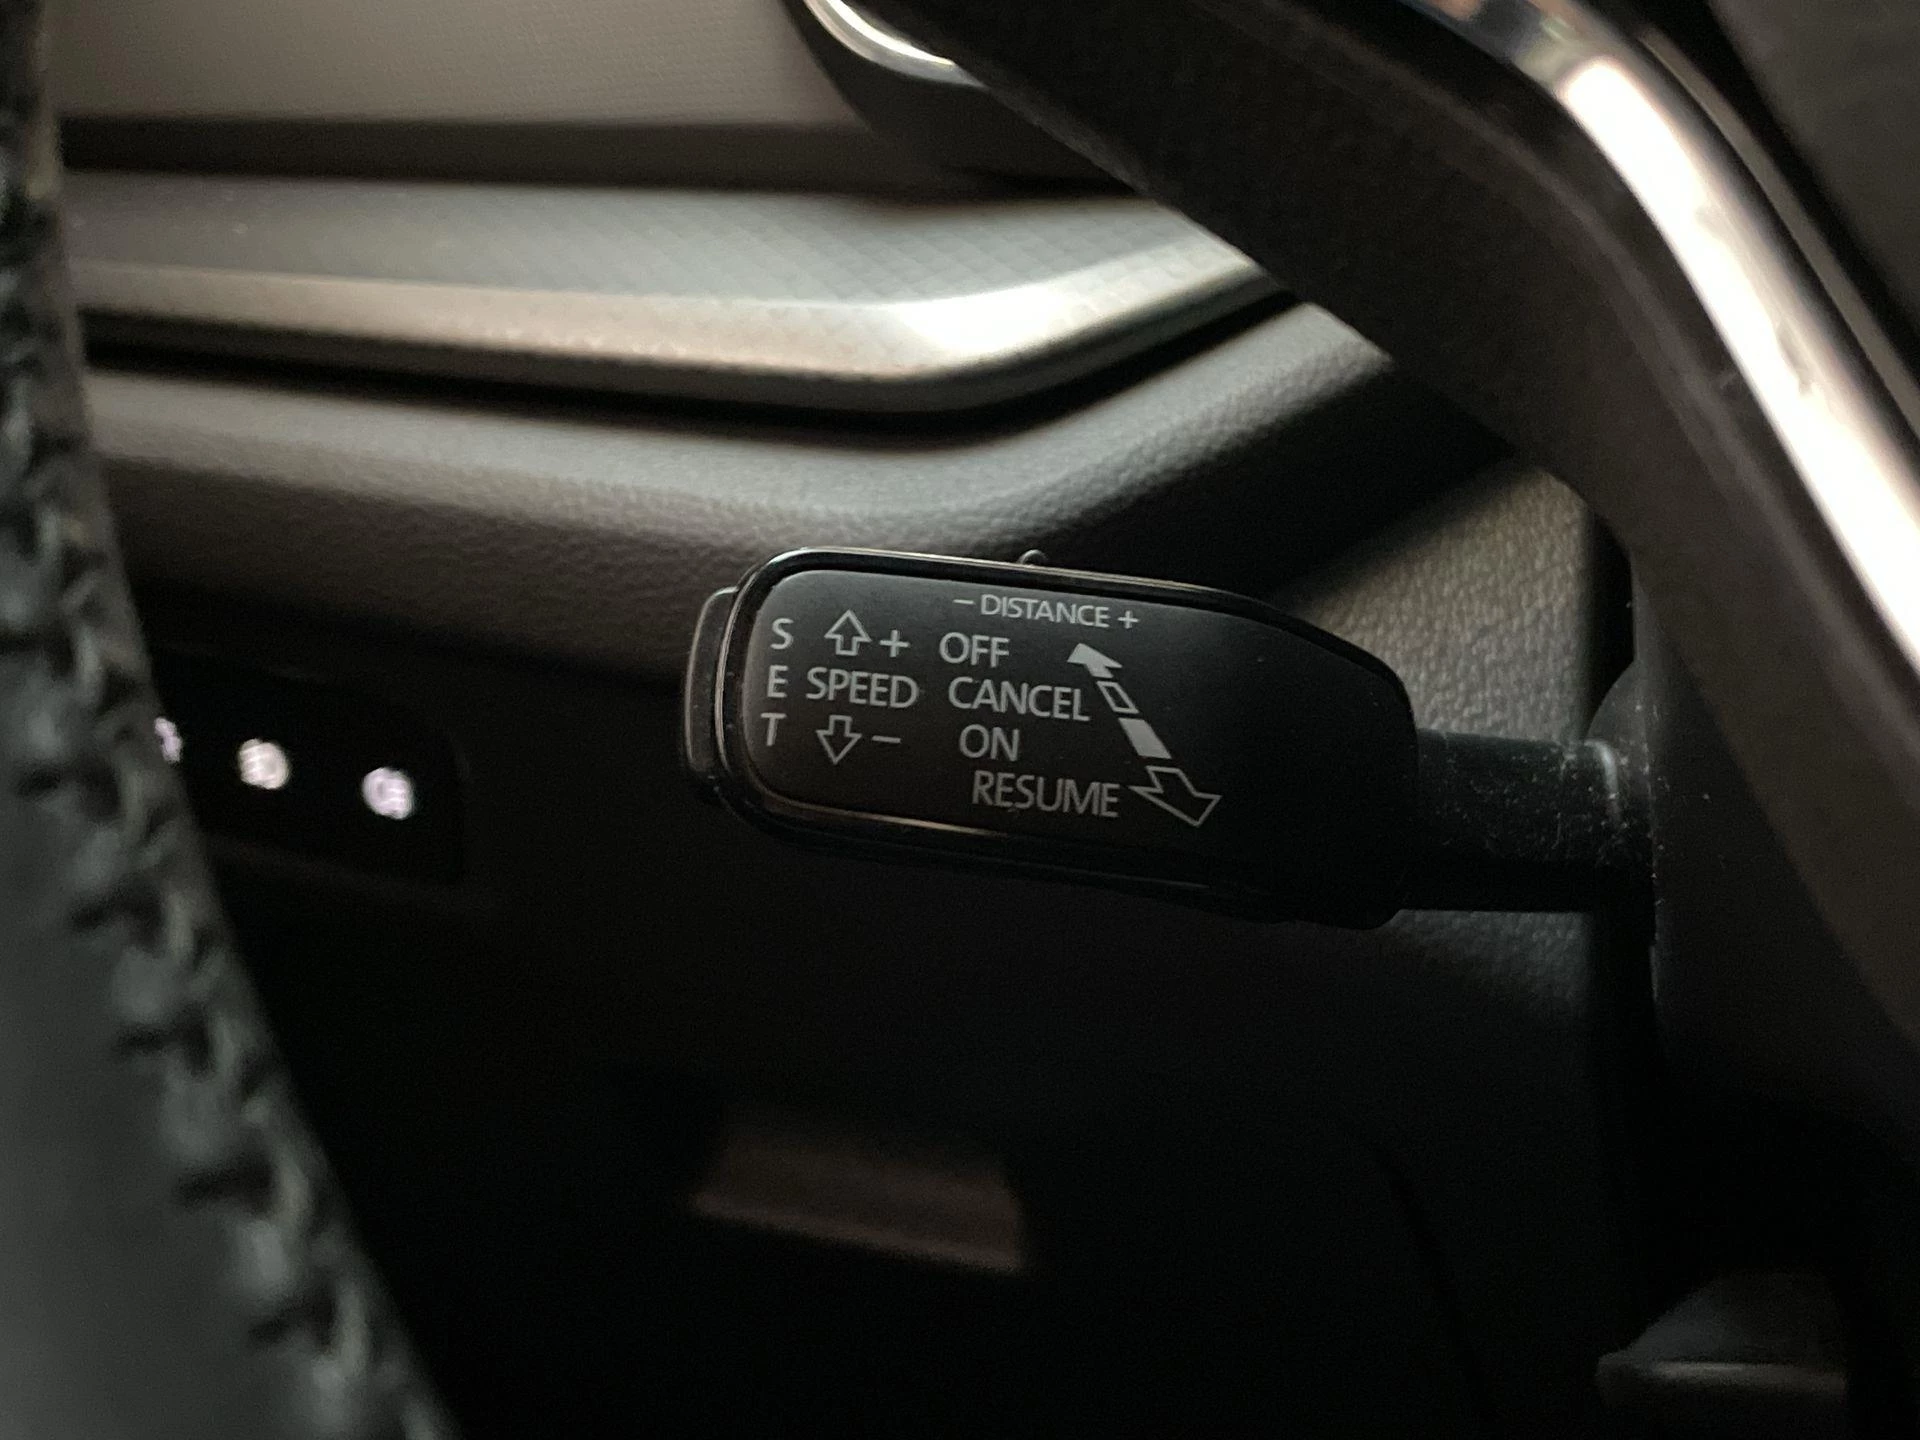 − DISTANCE +
S + OFF
E SPEED CANCEL
T − ON
RESUME